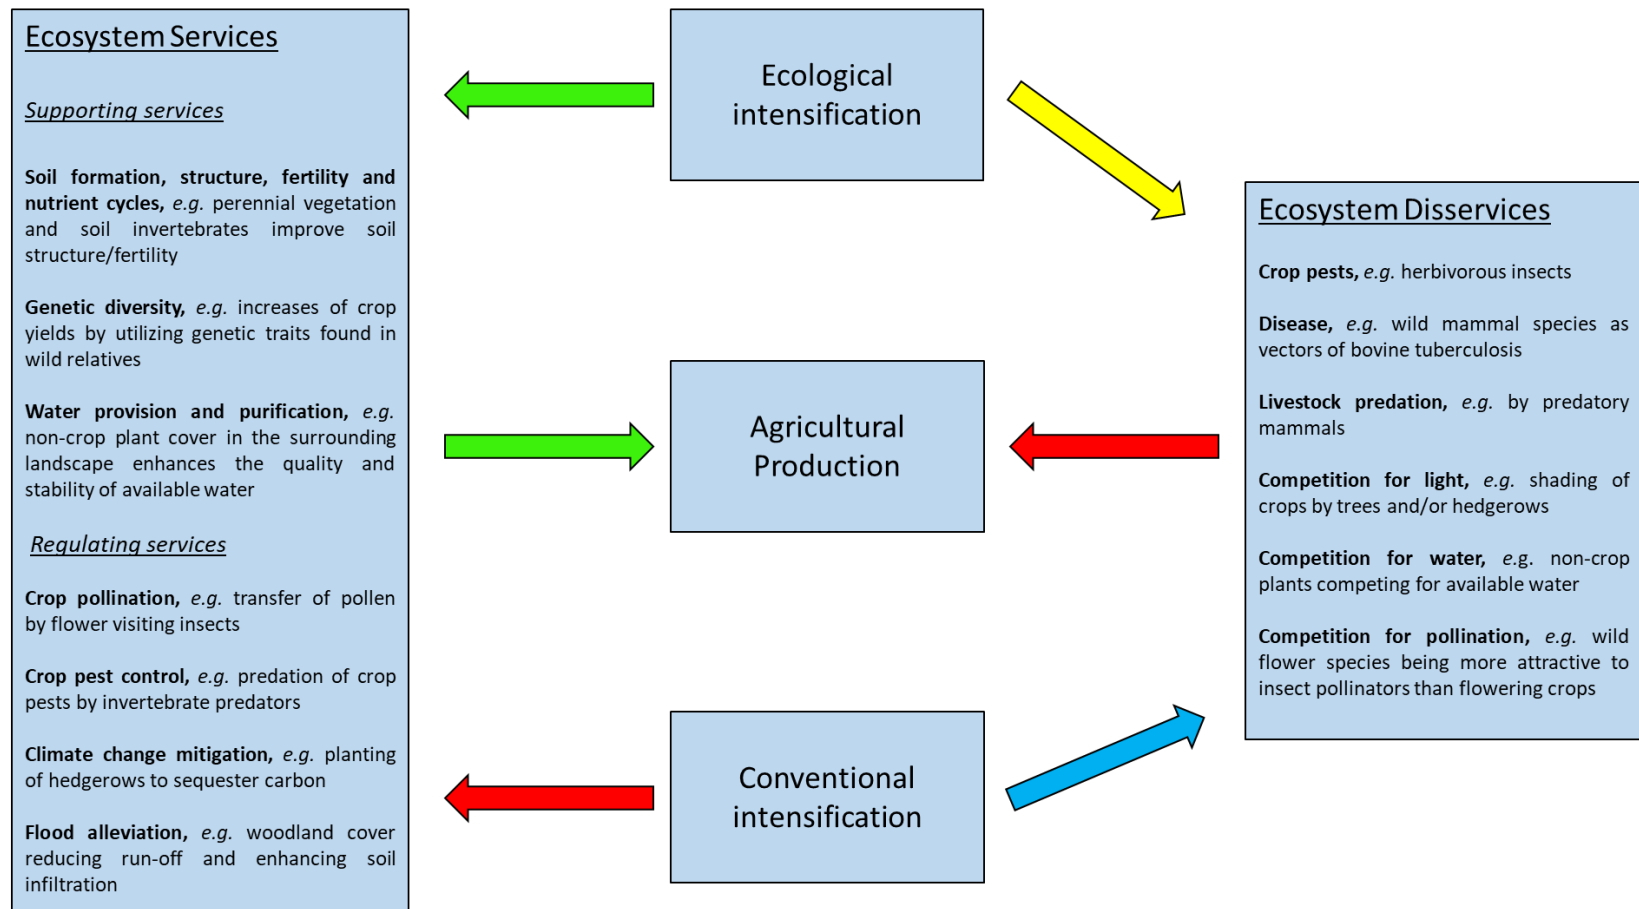 Ecosystem Services
Supporting services
Soil formation, structure, fertility and
nutrient cycles, e.g. perennial vegetation
and soil invertebrates improve soil
structure/fertility
Genetic diversity, e.g. increases of crop
yields by utilizing genetic traits found in
wild relatives
Water provision and purification, e.g.
non-crop plant cover in the surrounding
landscape enhances the quality and
stability of available water
Regulating services
Crop pollination, e.g. transfer of pollen
by flower visiting insects
Crop pest control, e.g. predation of crop
pests by invertebrate predators
Climate change mitigation, e.g. planting
of hedgerows to sequester carbon
Flood alleviation, e.g. woodland cover
reducing run-off and enhancing soil
infiltration
Ecological
intensification
Agricultural
Production
Conventional
intensification
Ecosystem Disservices
Crop pests, e.g. herbivorous insects
Disease, e.g. wild mammal species as
vectors of bovine tuberculosis
Livestock predation, e.g. by predatory
mammals
Competition for light, e.g. shading of
crops by trees and/or hedgerows
Competition for water, e.g. non-crop
plants competing for available water
Competition for pollination, e.g. wild
flower species being more attractive to
insect pollinators than flowering crops